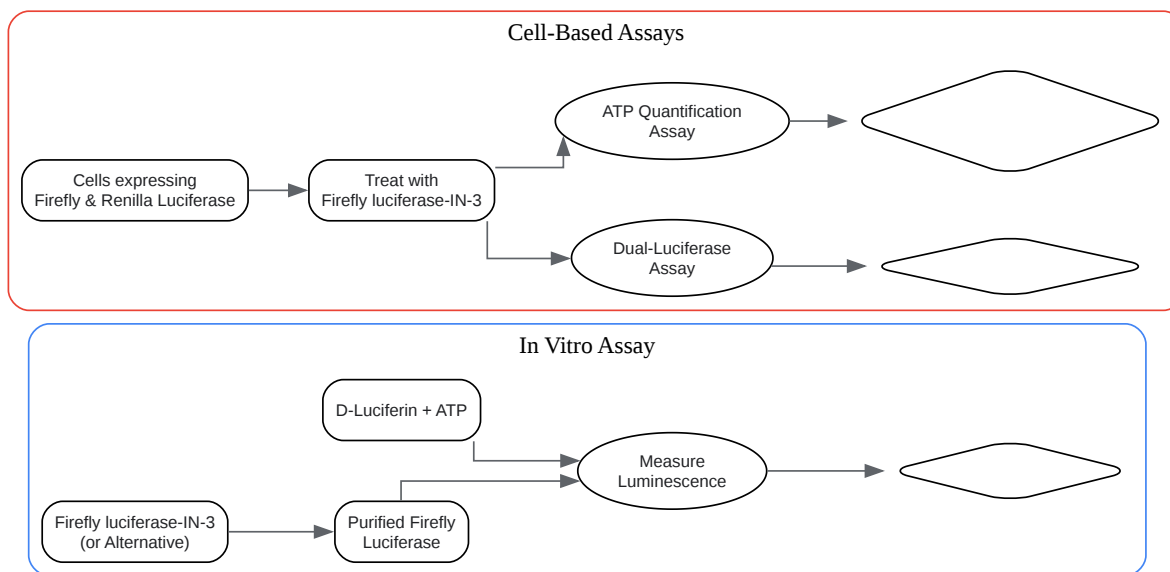 Cell-Based Assays
ATP Quantification
Assay
Cells expressing
Firefly & Renilla Luciferase
Treat with
Firefly luciferase-IN-3
Dual-Luciferase
Assay
In Vitro Assay
D-Luciferin + ATP
Measure
Luminescence
Firefly luciferase-IN-3
(or Alternative)
Purified Firefly
Luciferase